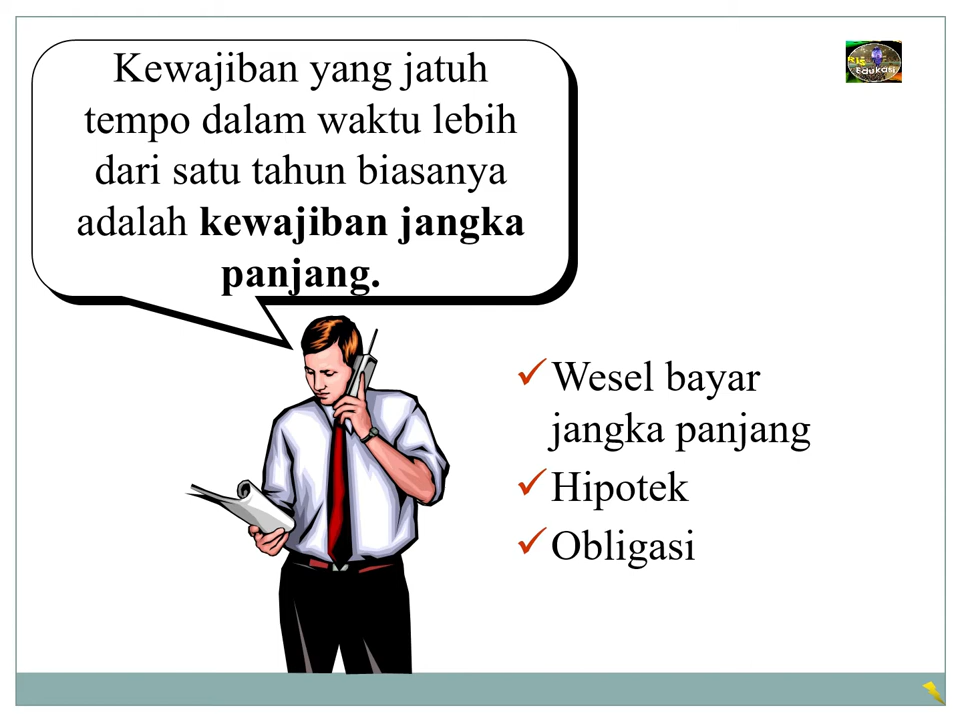 Kewajiban yang jatuh
tempo dalam waktu lebih
dari satu tahun biasanya
adalah kewajiban jangka
panjang.
Edukasi
Wesel bayar
jangka panjang
Hipotek
Obligasi